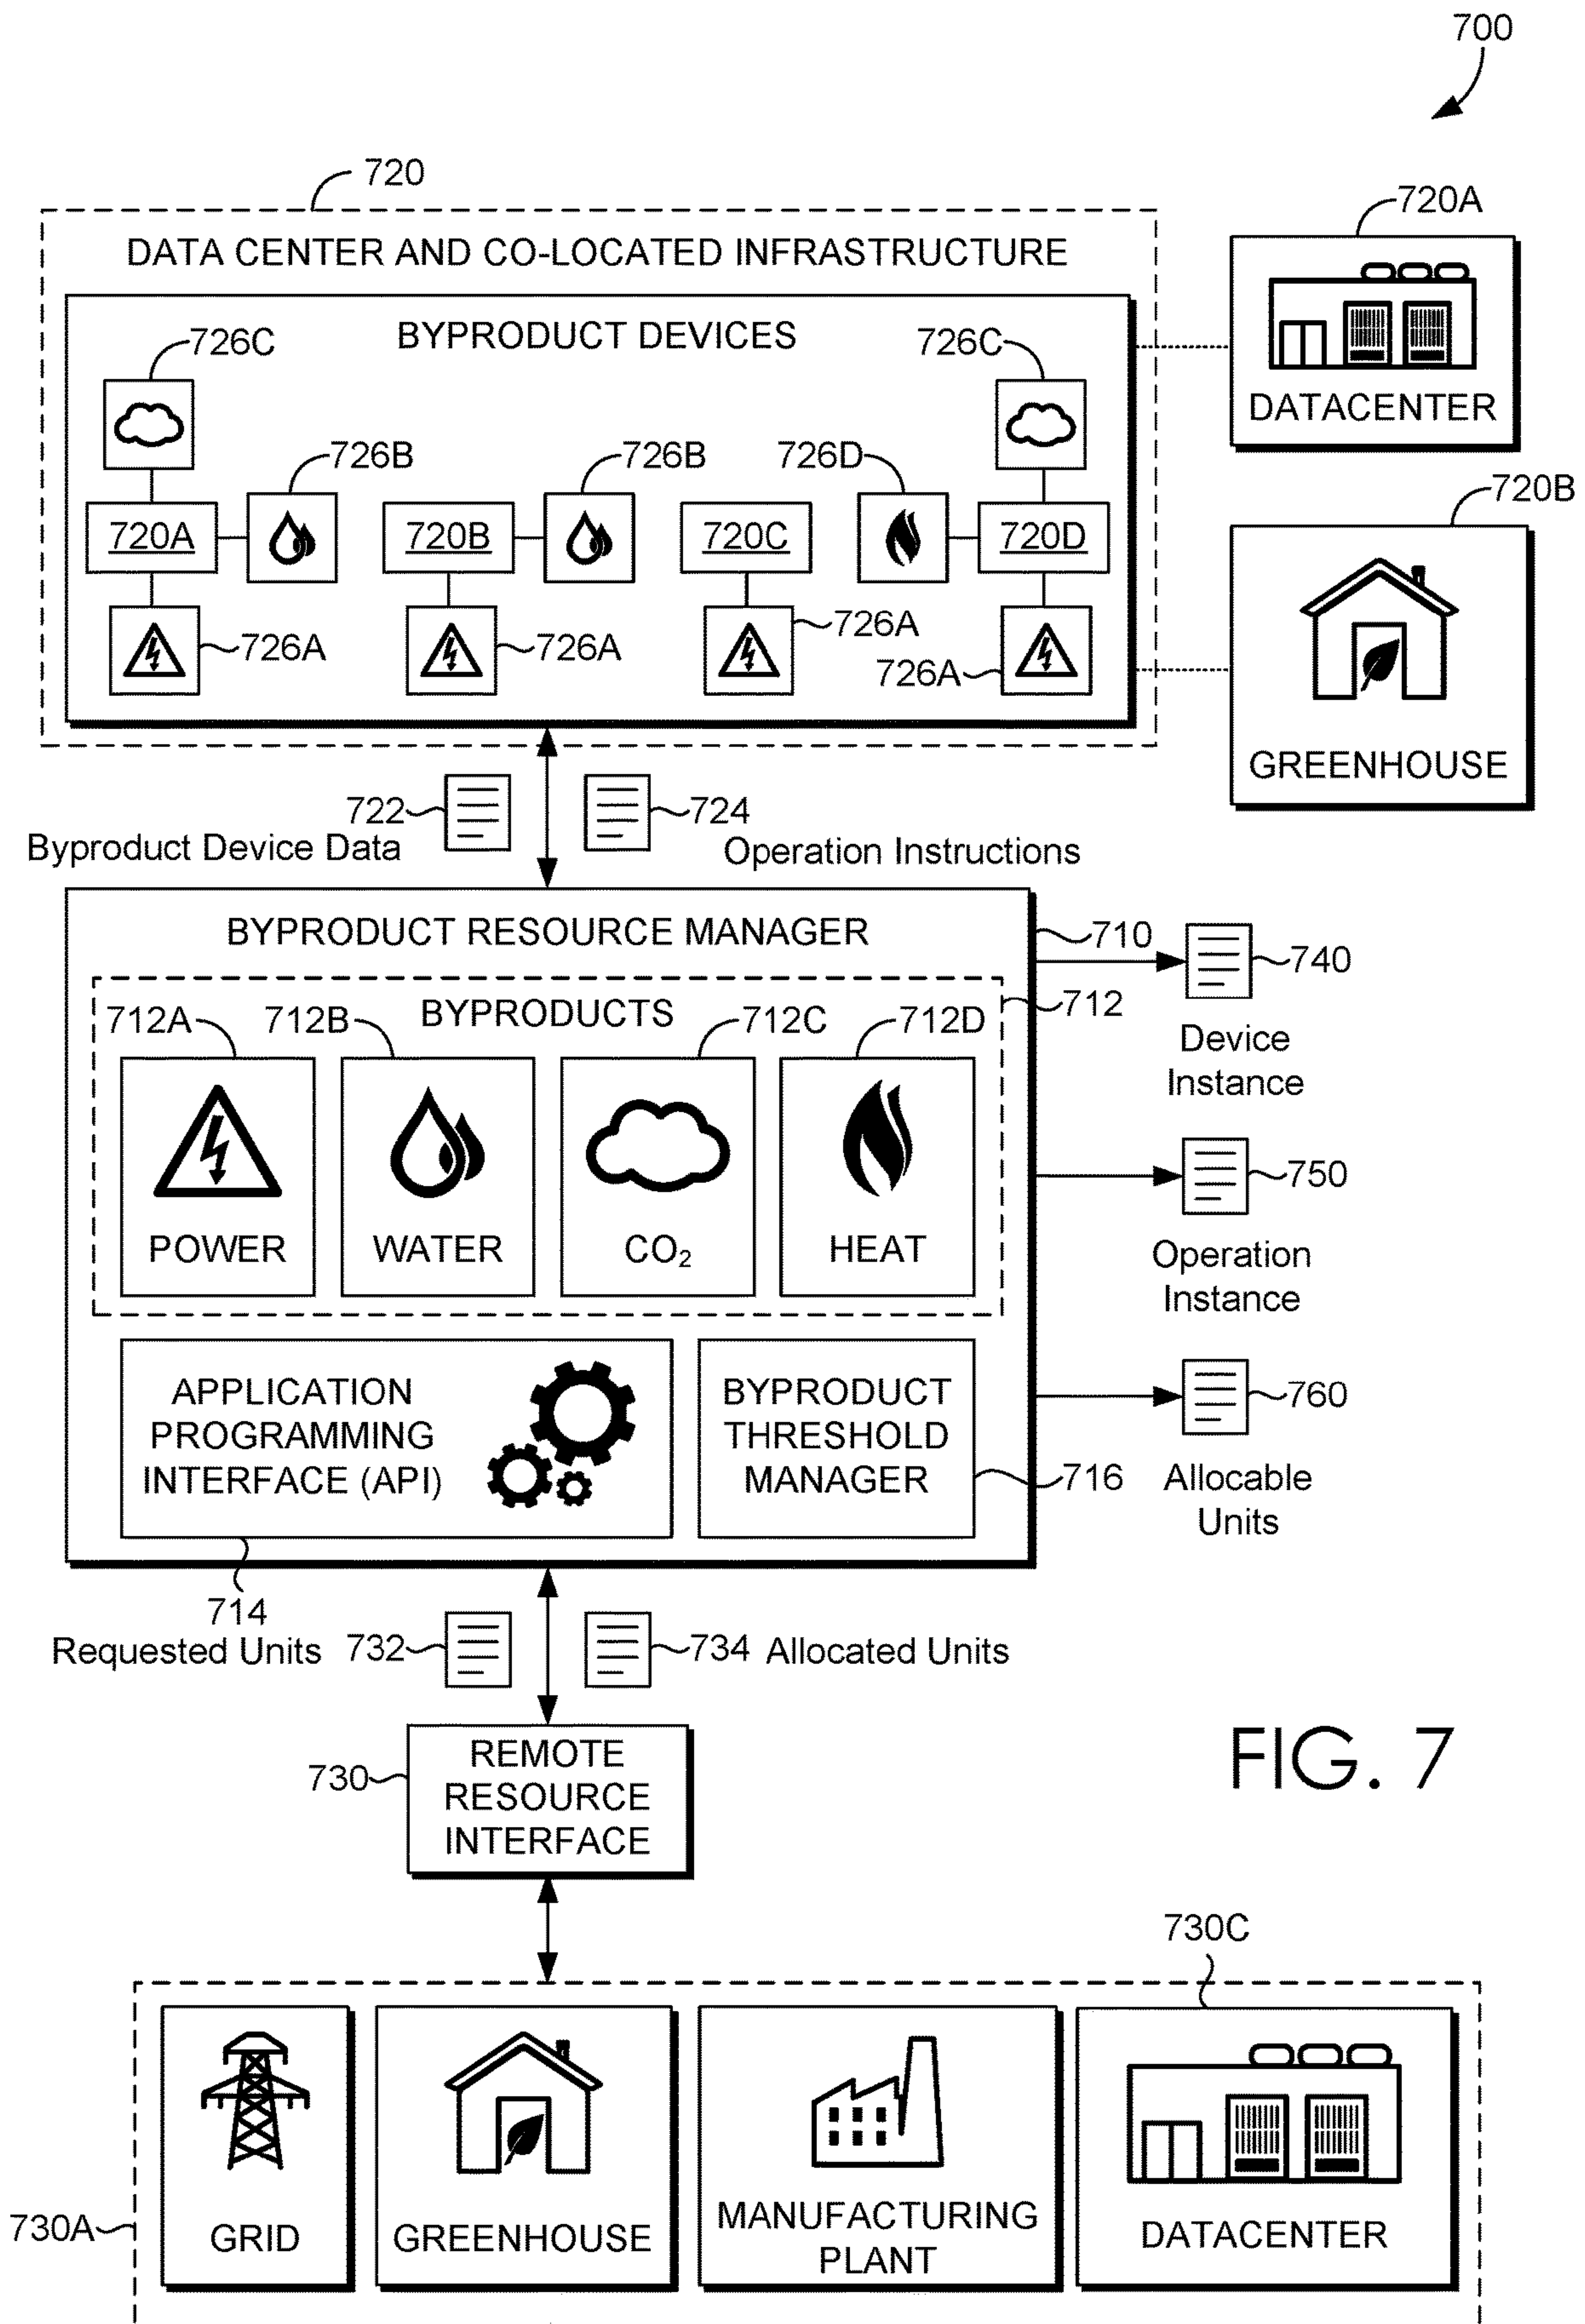 700
720
720A
DATA CENTER AND CO-LOCATED INFRASTRUCTURE
BYPRODUCT DEVICES
726C
726C
DATACENTER
726B
726B
726D
720B
720A
720B
720C
720D
726A
726A
726A
726A
GREENHOUSE
722
724
Byproduct Device Data
Operation Instructions
BYPRODUCT RESOURCE MANAGER
710
740
712A
712B
BYPRODUCTS
712C
712D
712
Device
Instance
POWER
WATER
CO₂
HEAT
750
Operation
Instance
APPLICATION
PROGRAMMING
INTERFACE (API)
BYPRODUCT
THRESHOLD
MANAGER
716
760
Allocable
Units
714
Requested Units
732
734
Allocated Units
730
REMOTE
RESOURCE
INTERFACE
FIG. 7
730C
730A
GRID
GREENHOUSE
MANUFACTURING
PLANT
DATACENTER